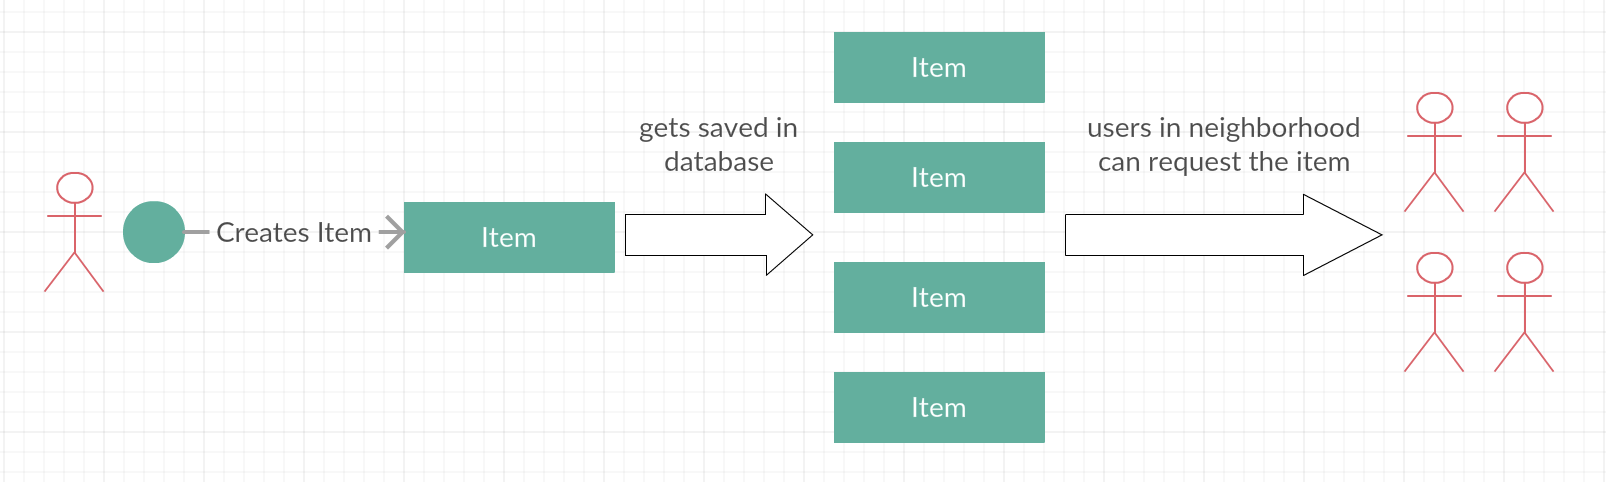 Creates Item
Item
gets saved in
database
Item
Item
Item
Item
users in neighborhood
can request the item